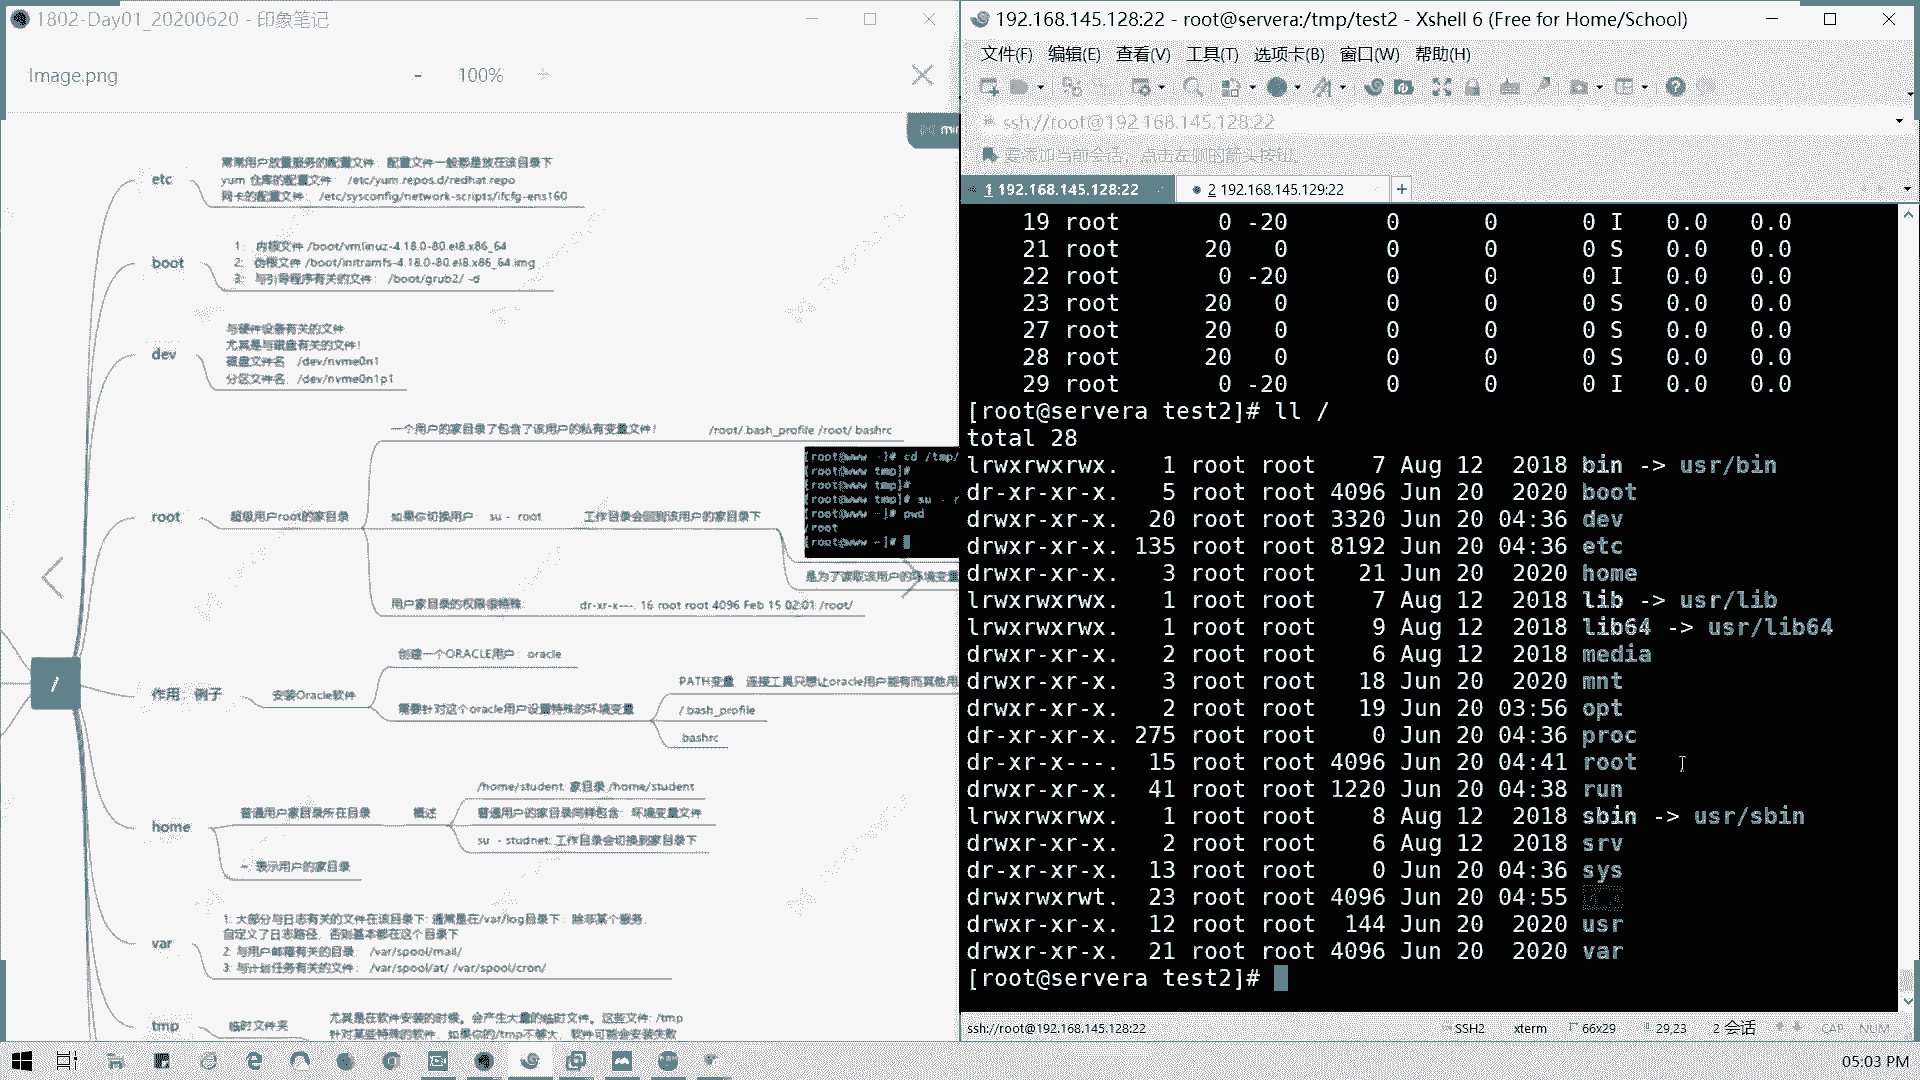 1802-Day01_20200620 - 印象笔记
Image.png
- 100% +
etc
常常用户放置服务的配置文件 配置文件一般都是放在该目录下
yum 仓库的配置文件 /etc/yum.repos.d/redhat.repo
网卡的配置文件: /etc/sysconfig/network-scripts/ifcfg-ens160
boot
1: 内核文件 /boot/vmlinuz-4.18.0-80.el8.x86_64
2: 伪根文件 /boot/initramfs-4.18.0-80.el8.x86_64.img
3: 与引导程序有关的文件: /boot/grub2/ -d
dev
与硬件设备有关的文件
尤其是与磁盘有关的文件!
磁盘文件名 /dev/nvme0n1
分区文件名: /dev/nvme0n1p1
root
超级用户root的家目录
一个用户的家目录了包含了该用户的私有变量文件! /root/.bash_profile /root/.bashrc
如果你切换用户: su - root 工作目录会回到该用户的家目录下
[root@www ~]# cd /tmp/
[root@www tmp]#
[root@www tmp]#
[root@www tmp]# su - r
[root@www ~]# pwd
/root
[root@www ~]#
是为了读取该用户的环境变量
用户家目录的权限很特殊: dr-xr-x---. 16 root root 4096 Feb 15 02:01 /root/
/
作用: 例子
安装Oracle软件
创建一个ORACLE用户: oracle
需要针对这个oracle用户设置特殊的环境变量
PATH变量 连接工具只想让oracle用户能有而其他用
/.bash_profile
.bashrc
home
普通用户家目录所在目录 概述
/home/student 家目录 /home/student
普通用户的家目录同样包含: 环境变量文件
su - studnet: 工作目录会切换到家目录下
~ 表示用户的家目录
var
1: 大部分与日志有关的文件在该目录下: 通常是在/var/log目录下: 除非某个服务,
自定义了日志路径, 否则基本都在这个目录下
2: 与用户邮箱有关的目录: /var/spool/mail/
3: 与计划任务有关的文件: /var/spool/at/ /var/spool/cron/
tmp
临时文件夹
尤其是在软件安装的时候。会产生大量的临时文件。这些文件: /tmp
针对某些特殊的软件, 如果你的/tmp不够大, 软件可能会安装失败
192.168.145.128:22 - root@servera:/tmp/test2 - Xshell 6 (Free for Home/School)
文件(F) 编辑(E) 查看(V) 工具(T) 选项卡(B) 窗口(W) 帮助(H)
ssh://root@192.168.145.128:22
要添加当前会话，点击左侧的箭头按钮。
1 192.168.145.128:22 2 192.168.145.129:22 +
19 root 0 -20 0 0 0 I 0.0 0.0
21 root 20 0 0 0 0 S 0.0 0.0
22 root 0 -20 0 0 0 I 0.0 0.0
23 root 20 0 0 0 0 S 0.0 0.0
27 root 20 0 0 0 0 S 0.0 0.0
28 root 20 0 0 0 0 S 0.0 0.0
29 root 0 -20 0 0 0 I 0.0 0.0
[root@servera test2]# ll /
total 28
lrwxrwxrwx. 1 root root 7 Aug 12 2018 bin -> usr/bin
dr-xr-xr-x. 5 root root 4096 Jun 20 2020 boot
drwxr-xr-x. 20 root root 3320 Jun 20 04:36 dev
drwxr-xr-x. 135 root root 8192 Jun 20 04:36 etc
drwxr-xr-x. 3 root root 21 Jun 20 2020 home
lrwxrwxrwx. 1 root root 7 Aug 12 2018 lib -> usr/lib
lrwxrwxrwx. 1 root root 9 Aug 12 2018 lib64 -> usr/lib64
drwxr-xr-x. 2 root root 6 Aug 12 2018 media
drwxr-xr-x. 3 root root 18 Jun 20 2020 mnt
drwxr-xr-x. 2 root root 19 Jun 20 03:56 opt
dr-xr-xr-x. 275 root root 0 Jun 20 04:36 proc
dr-xr-x---. 15 root root 4096 Jun 20 04:41 root
drwxr-xr-x. 41 root root 1220 Jun 20 04:38 run
lrwxrwxrwx. 1 root root 8 Aug 12 2018 sbin -> usr/sbin
drwxr-xr-x. 2 root root 6 Aug 12 2018 srv
dr-xr-xr-x. 13 root root 0 Jun 20 04:36 sys
drwxrwxrwt. 23 root root 4096 Jun 20 04:55
drwxr-xr-x. 12 root root 144 Jun 20 2020 usr
drwxr-xr-x. 21 root root 4096 Jun 20 2020 var
[root@servera test2]#
ssh://root@192.168.145.128:22 SSH2 xterm 66x29 29,23 2 会话 CAP NUM
05:03 PM